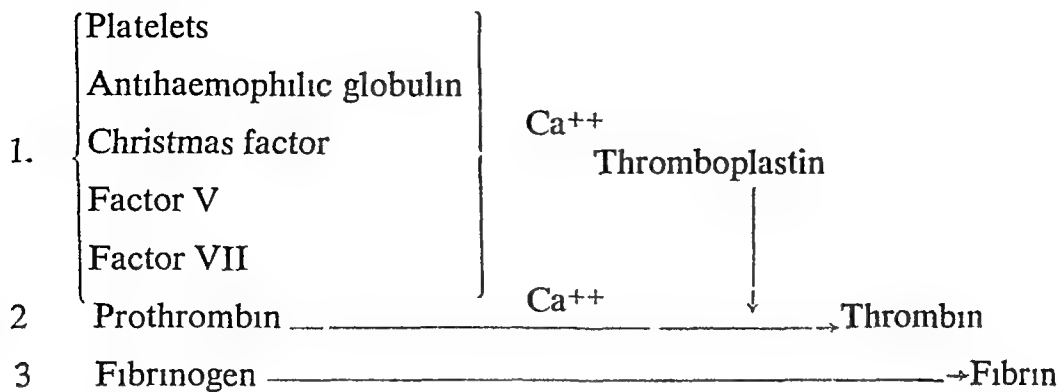 Platelets
Antihaemophilic globulin
Ca++
1. Christmas factor
Thromboplastin
Factor V
Factor VII
Ca++
2 Prothrombin → Thrombin
3 Fibrinogen → Fibrin